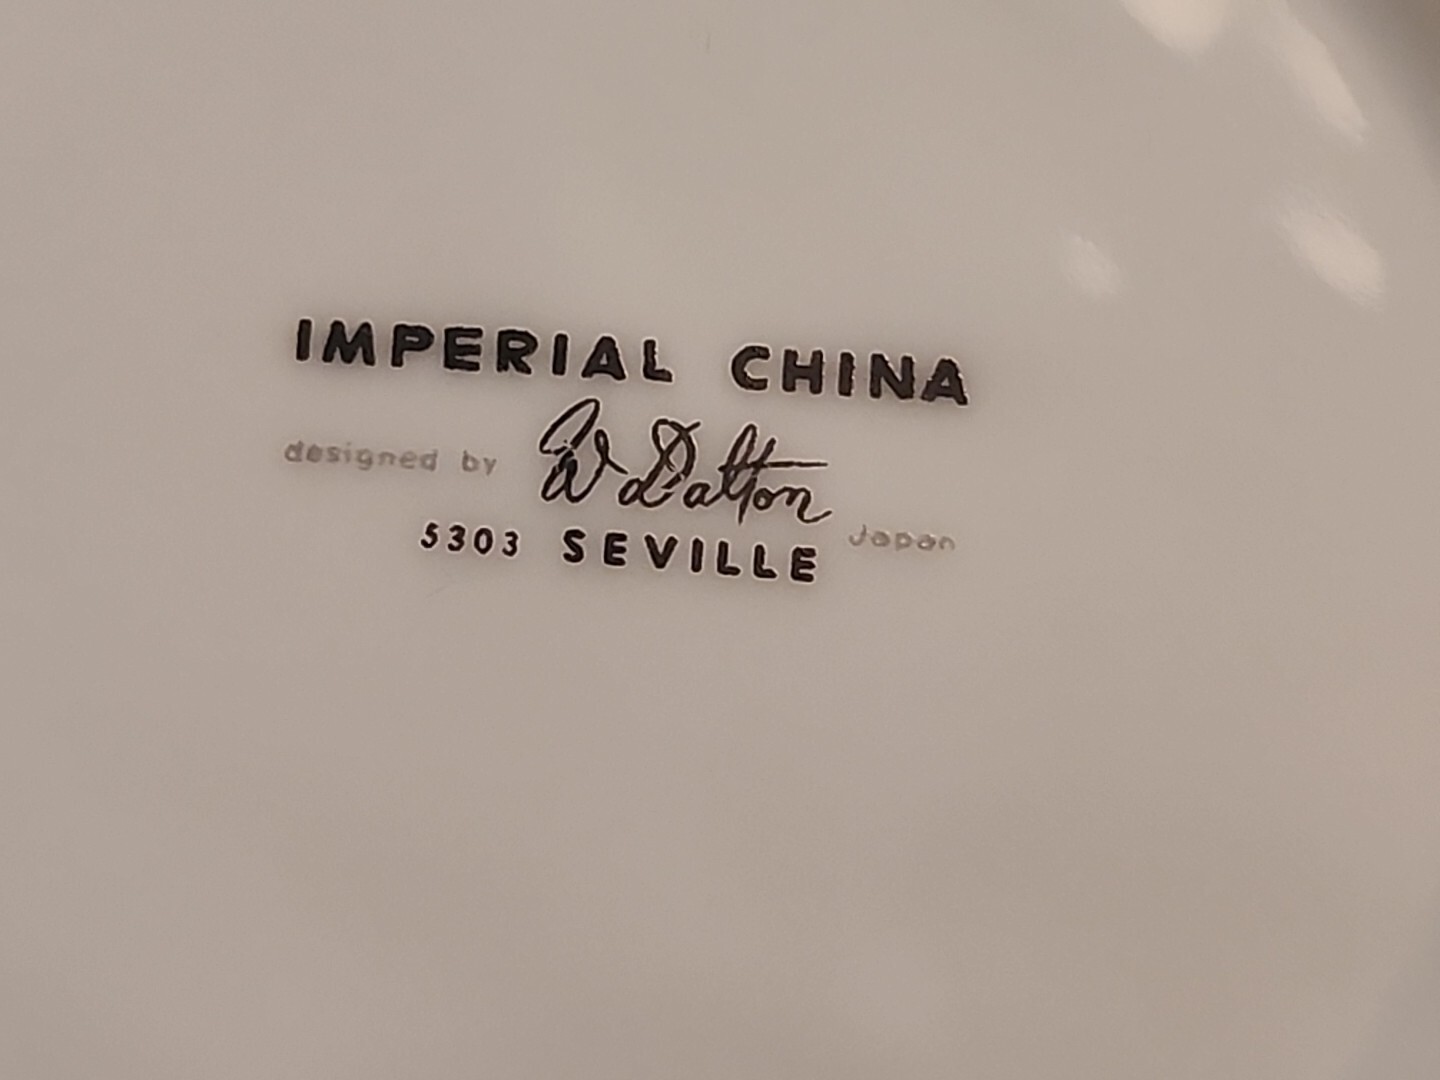 IMPERIAL CHINA
designed by W Dalton
5303 SEVILLE Japan